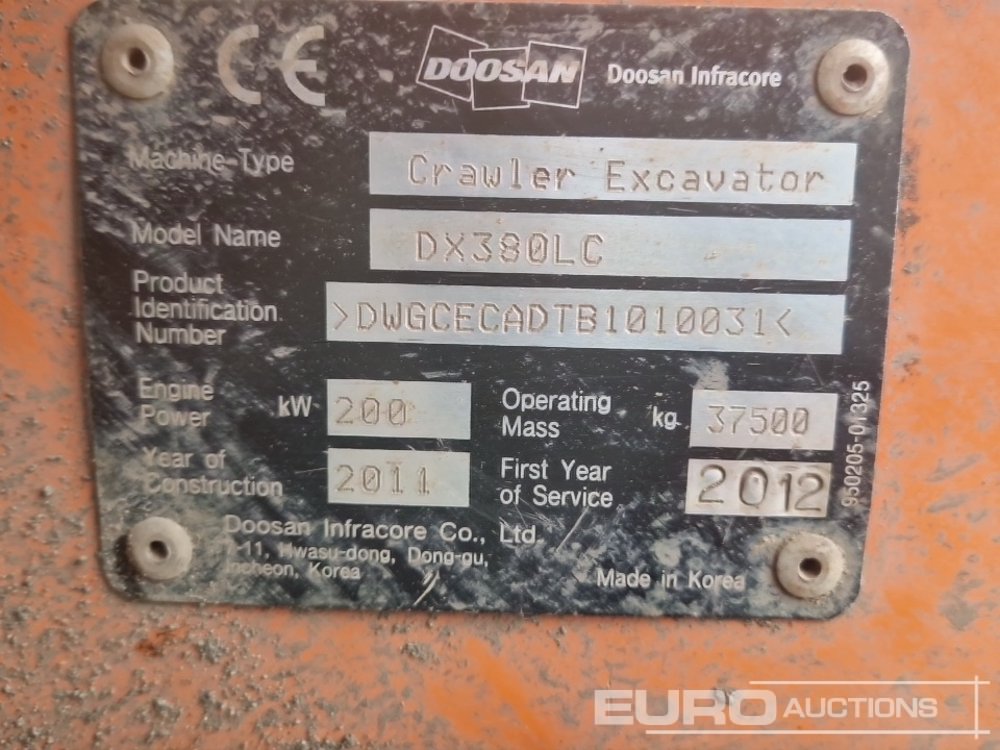 CE
DOOSAN Doosan Infracore
Machine Type Crawler Excavator
Model Name DX380LC
Product
Identification
Number >DWGCECADTB1010031<
Engine
Power kW 200
Operating
Mass kg 37500
Year of
Construction 2011
First Year
of Service 2012
950205-01325
Doosan Infracore Co., Ltd.
7-11, Hwasu-dong, Dong-gu,
Incheon, Korea
Made in Korea
EURO AUCTIONS